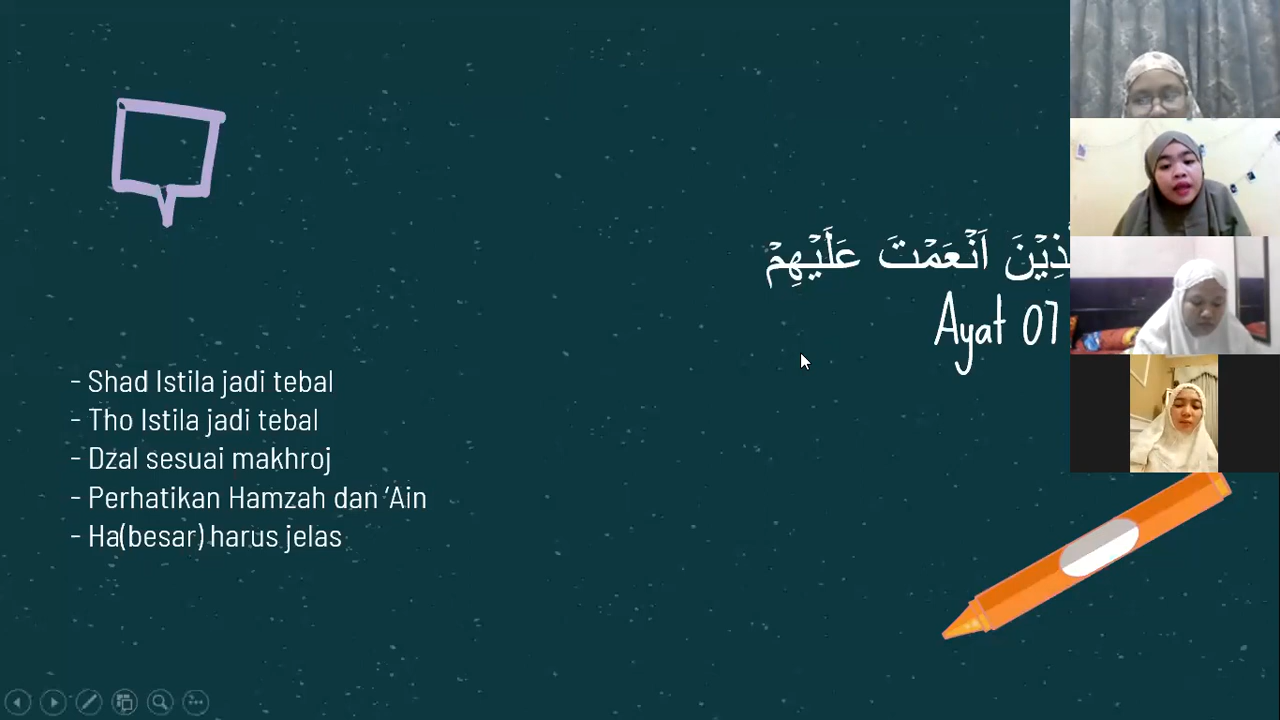 الَّذِيْنَ اَنْعَمْتَ عَلَيْهِمْ
Ayat 07
- Shad Istila jadi tebal
- Tho Istila jadi tebal
- Dzal sesuai makhroj
- Perhatikan Hamzah dan ‘Ain
- Ha(besar) harus jelas